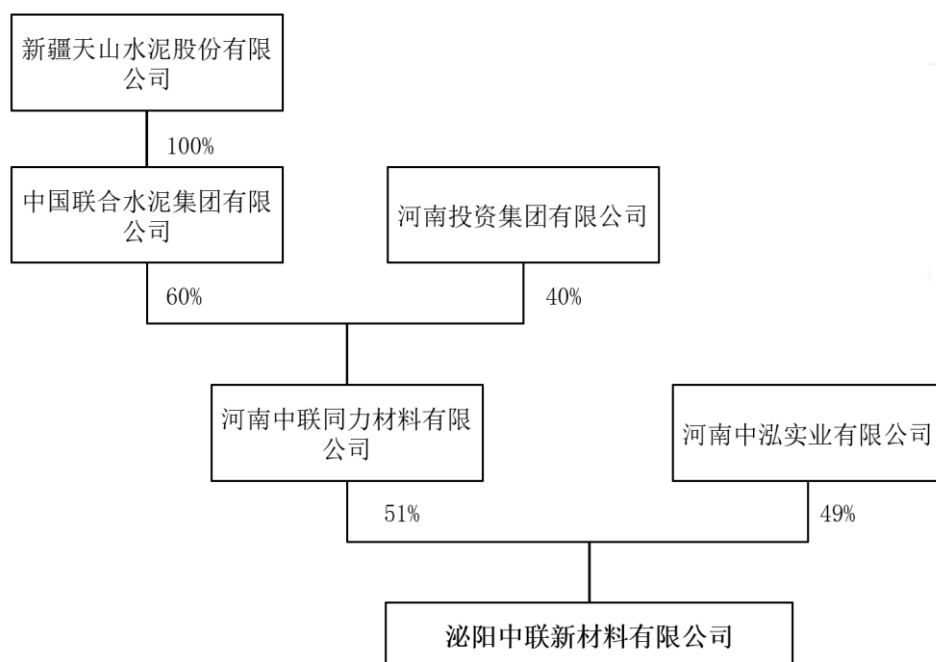 新疆天山水泥股份有限
公司
100%
中国联合水泥集团有限
公司
河南投资集团有限公司
60%
40%
河南中联同力材料有限
公司
河南中泓实业有限公司
51%
49%
泌阳中联新材料有限公司